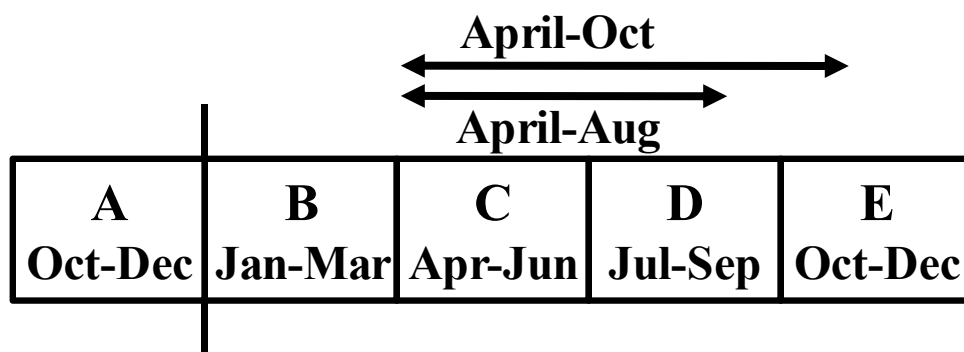 April-Oct
April-Aug
A B C D E
Oct-Dec Jan-Mar Apr-Jun Jul-Sep Oct-Dec